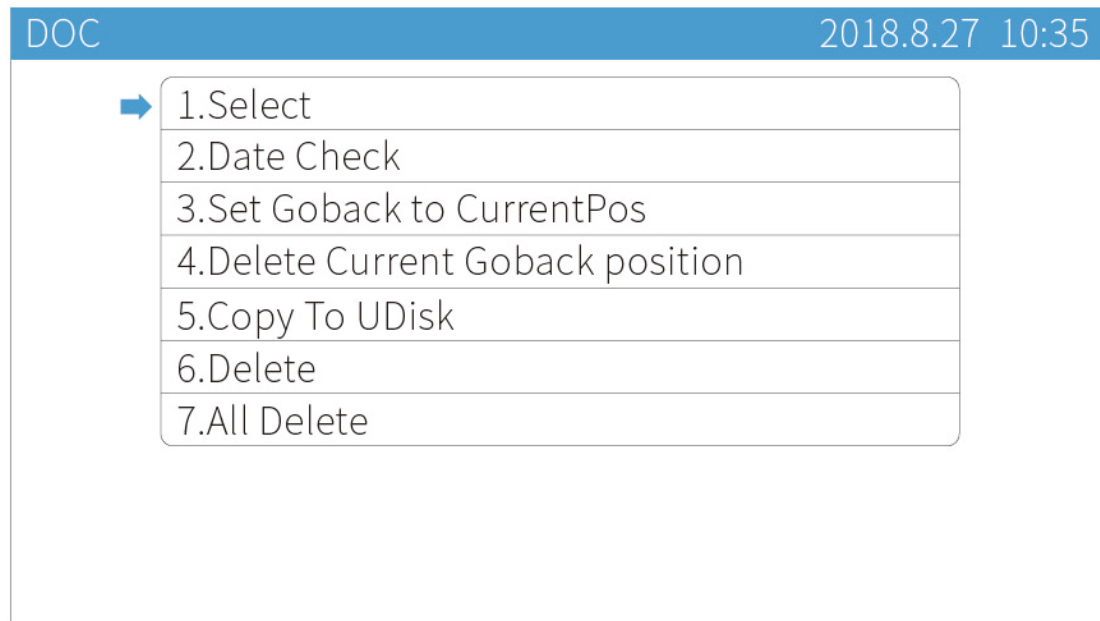 DOC 2018.8.27 10:35
1.Select
2.Date Check
3.Set Goback to CurrentPos
4.Delete Current Goback position
5.Copy To UDisk
6.Delete
7.All Delete